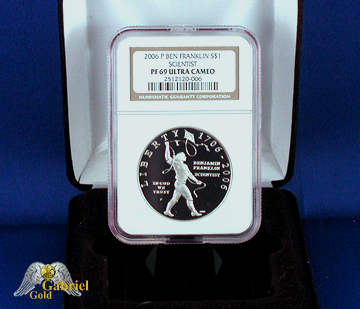 2006 P BEN FRANKLIN S$1
SCIENTIST
PF 69 ULTRA CAMEO
2512120-006
NUMISMATIC GUARANTY CORPORATION
LIBERTY 1706-2006
BENJAMIN
FRANKLIN
SCIENTIST
IN GOD
WE
TRUST
P
Gabriel
Gold